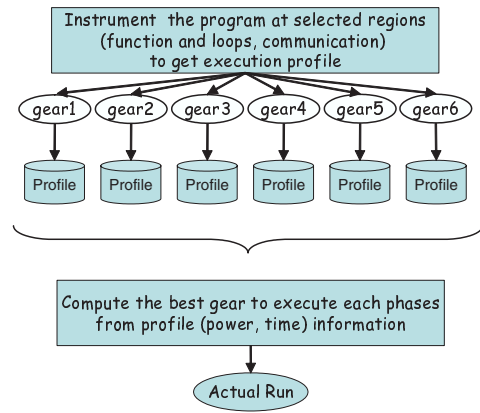 Instrument the program at selected regions
(function and loops, communication)
to get execution profile
gear1 gear2 gear3 gear4 gear5 gear6
Profile Profile Profile Profile Profile Profile
Compute the best gear to execute each phases
from profile (power, time) information
Actual Run